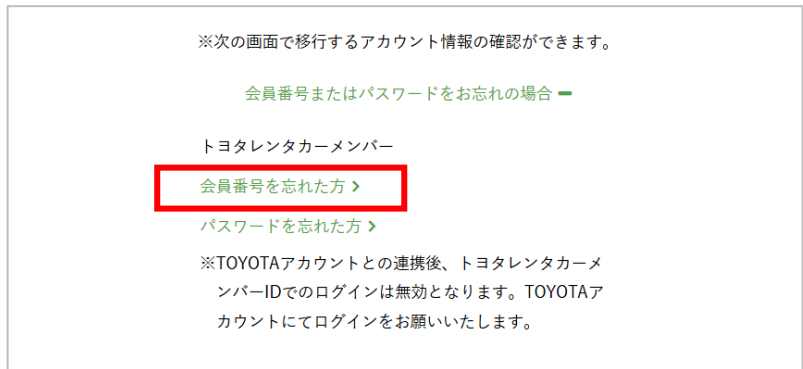 ※次の画面で移行するアカウント情報の確認ができます。
会員番号またはパスワードをお忘れの場合
トヨタレンタカーメンバー
会員番号を忘れた方
パスワードを忘れた方
※TOYOTAアカウントとの連携後、トヨタレンタカーメ
ンバーIDでのログインは無効となります。TOYOTAア
カウントにてログインをお願いいたします。